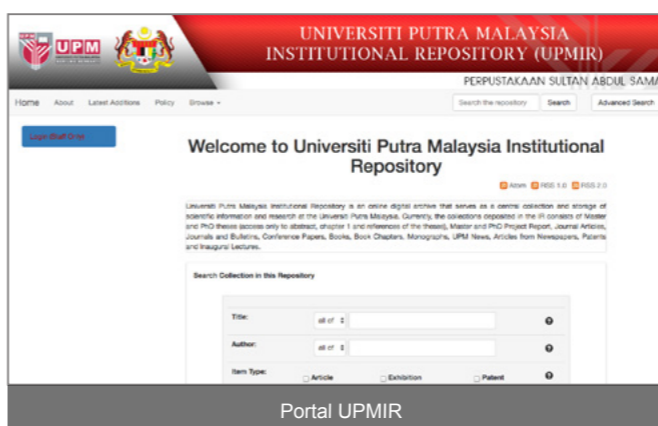 UPM
UNIVERSITI PUTRA MALAYSIA
INSTITUTIONAL REPOSITORY (UPMIR)
PERPUSTAKAAN SULTAN ABDUL SAMA
Home About Latest Additions Policy Browse Search the repository Search Advanced Search
Login (Staff Only)
Welcome to Universiti Putra Malaysia Institutional
Repository
Atom RSS 1.0 RSS 2.0
Universiti Putra Malaysia Institutional Repository is an online digital archive that serves as a central collection and storage of
scientific information and research at the Universiti Putra Malaysia. Currently, the collections deposited in the IR consists of Master
and PhD theses (access only to abstract, chapter 1 and references of the theses), Master and PhD Project Report, Journal Articles,
Journals and Bulletins, Conference Papers, Books, Book Chapters, Monographs, UPM News, Articles from Newspapers, Patents
and Inaugural Lectures.
Search Collection in this Repository
Title: all of
Author: all of
Item Type: Article Exhibition Patent
Portal UPMIR